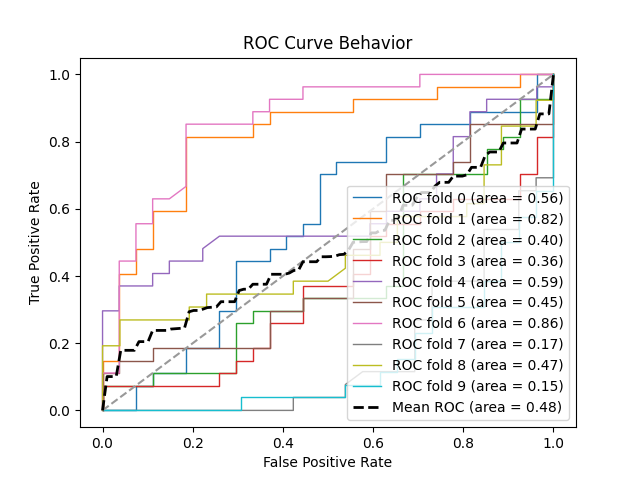 ROC Curve Behavior
1.0
0.8
0.6
0.4
0.2
0.0
True Positive Rate
ROC fold 0 (area = 0.56)
ROC fold 1 (area = 0.82)
ROC fold 2 (area = 0.40)
ROC fold 3 (area = 0.36)
ROC fold 4 (area = 0.59)
ROC fold 5 (area = 0.45)
ROC fold 6 (area = 0.86)
ROC fold 7 (area = 0.17)
ROC fold 8 (area = 0.47)
ROC fold 9 (area = 0.15)
Mean ROC (area = 0.48)
0.0 0.2 0.4 0.6 0.8 1.0
False Positive Rate